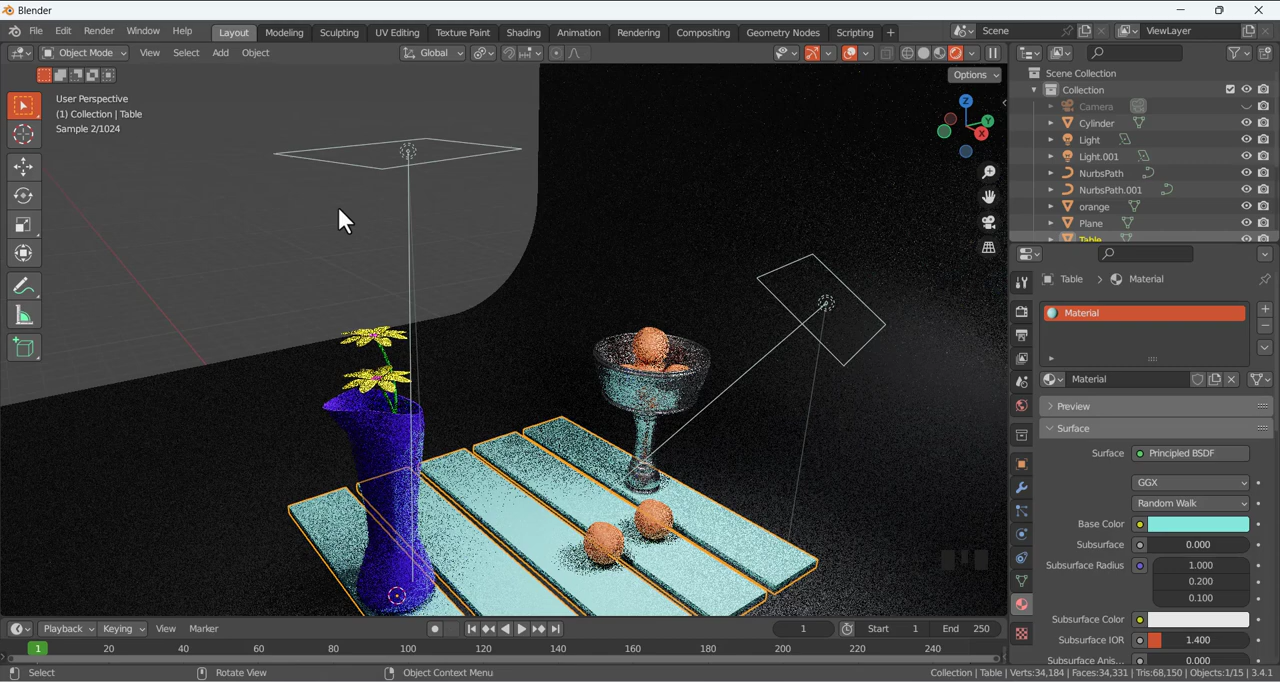 Blender
File Edit Render Window Help Layout Modeling Sculpting UV Editing Texture Paint Shading Animation Rendering Compositing Geometry Nodes Scripting + Scene ViewLayer
Object Mode View Select Add Object Global
Options
User Perspective
(1) Collection | Table
Sample 2/1024
Z
Y
X
Scene Collection
Collection
Camera
Cylinder
Light
Light.001
NurbsPath
NurbsPath.001
orange
Plane
Table
Table > Material
Material
Material
Preview
Surface
Surface Principled BSDF
GGX
Random Walk
Base Color
Subsurface 0.000
Subsurface Radius 1.000
0.200
0.100
Subsurface Color
Subsurface IOR 1.400
Subsurface Anis... 0.000
Playback Keying View Marker 1 Start 1 End 250
1 20 40 60 80 100 120 140 160 180 200 220 240
Select Rotate View Object Context Menu Collection | Table | Verts:34,184 | Faces:34,331 | Tris:68,150 | Objects:1/15 | 3.4.1